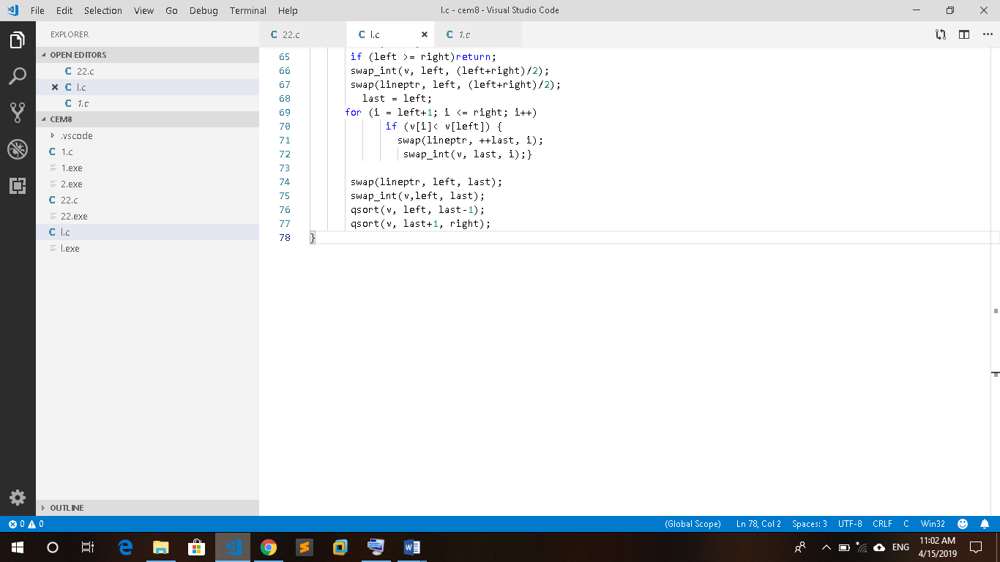 File Edit Selection View Go Debug Terminal Help
l.c - cem8 - Visual Studio Code
EXPLORER
OPEN EDITORS
22.c
l.c
1.c
CEM8
.vscode
1.c
1.exe
2.exe
22.c
22.exe
l.c
l.exe
OUTLINE
22.c l.c 1.c
65 if (left >= right)return;
66 swap_int(v, left, (left+right)/2);
67 swap(lineptr, left, (left+right)/2);
68 last = left;
69 for (i = left+1; i <= right; i++)
70 if (v[i]< v[left]) {
71 swap(lineptr, ++last, i);
72 swap_int(v, last, i);}
73
74 swap(lineptr, left, last);
75 swap_int(v,left, last);
76 qsort(v, left, last-1);
77 qsort(v, last+1, right);
78 }
0 0 (Global Scope) Ln 78, Col 2 Spaces: 3 UTF-8 CRLF C Win32
ENG
11:02 AM
4/15/2019